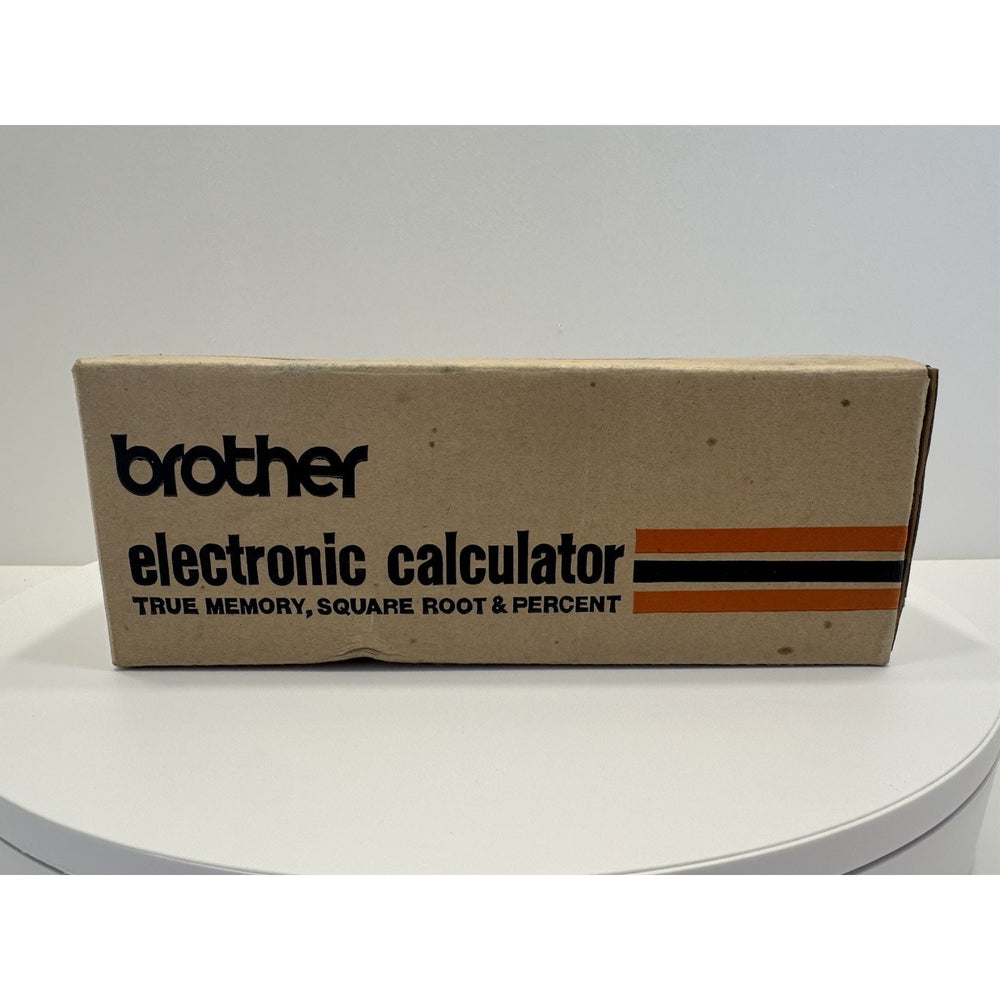 brother
electronic calculator
TRUE MEMORY, SQUARE ROOT & PERCENT